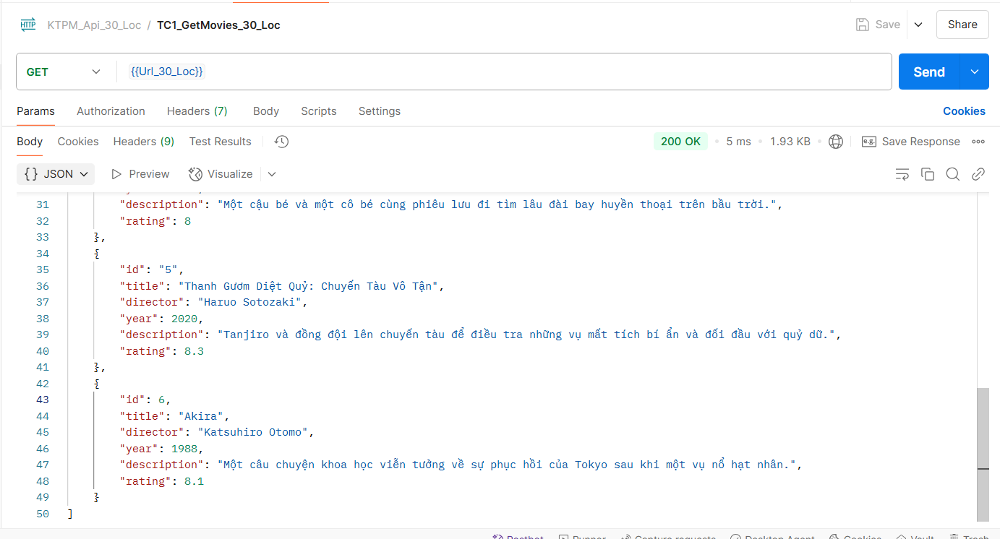 HTTP KTPM_Api_30_Loc / TC1_GetMovies_30_Loc Save Share
GET {{Url_30_Loc}} Send
Params Authorization Headers (7) Body Scripts Settings Cookies
Body Cookies Headers (9) Test Results 200 OK • 5 ms • 1.93 KB • e.g. Save Response
{} JSON Preview Visualize
31 "description": "Một cậu bé và một cô bé cùng phiêu lưu đi tìm lâu đài bay huyền thoại trên bầu trời.",
32 "rating": 8
33 },
34 {
35 "id": "5",
36 "title": "Thanh Gươm Diệt Quỷ: Chuyến Tàu Vô Tận",
37 "director": "Haruo Sotozaki",
38 "year": 2020,
39 "description": "Tanjiro và đồng đội lên chuyến tàu để điều tra những vụ mất tích bí ẩn và đối đầu với quỷ dữ.",
40 "rating": 8.3
41 },
42 {
43 "id": 6,
44 "title": "Akira",
45 "director": "Katsuhiro Otomo",
46 "year": 1988,
47 "description": "Một câu chuyện khoa học viễn tưởng về sự phục hồi của Tokyo sau khi một vụ nổ hạt nhân.",
48 "rating": 8.1
49 }
50 ]
Postbot Runner Capture requests Desktop Agent Cookies Vault Trash